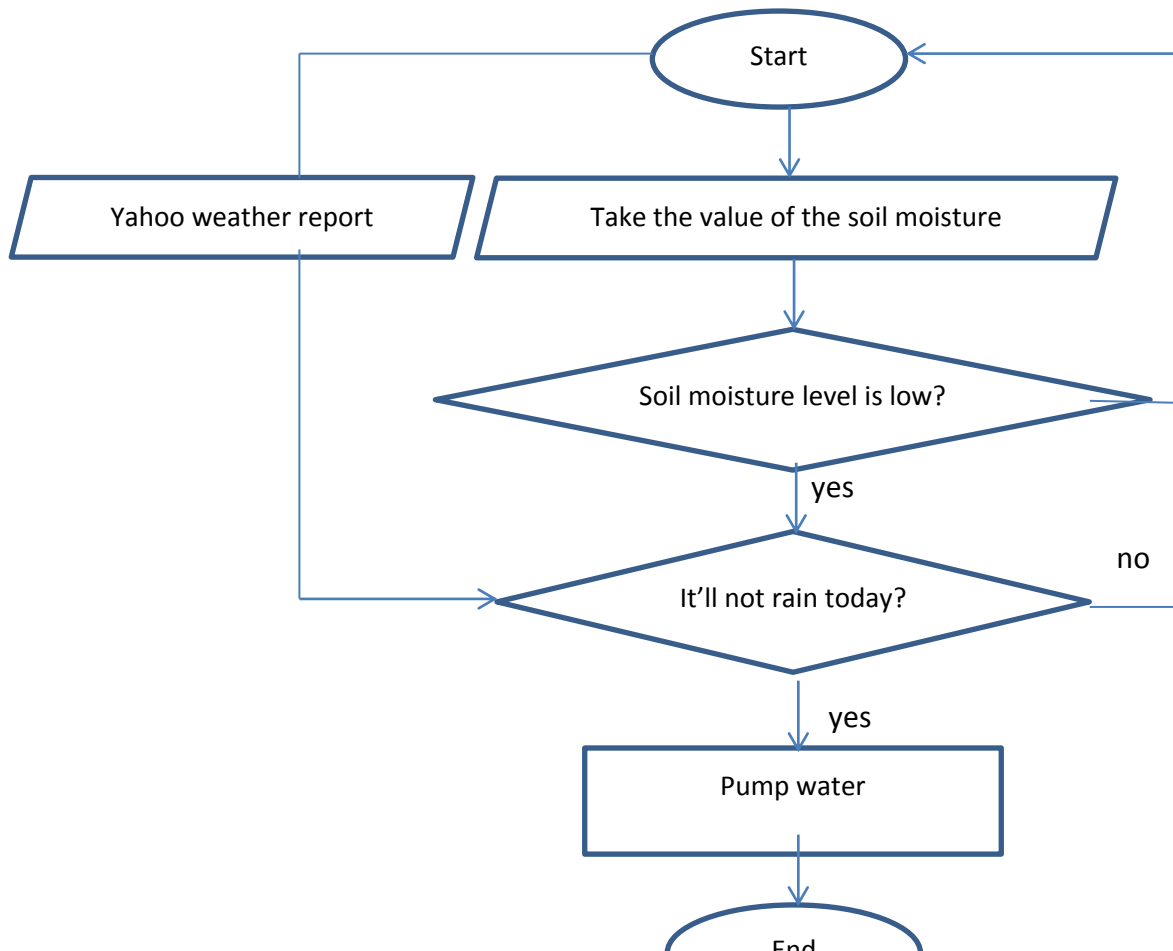 Start
Yahoo weather report
Take the value of the soil moisture
Soil moisture level is low?
yes
no
It’ll not rain today?
yes
Pump water
End